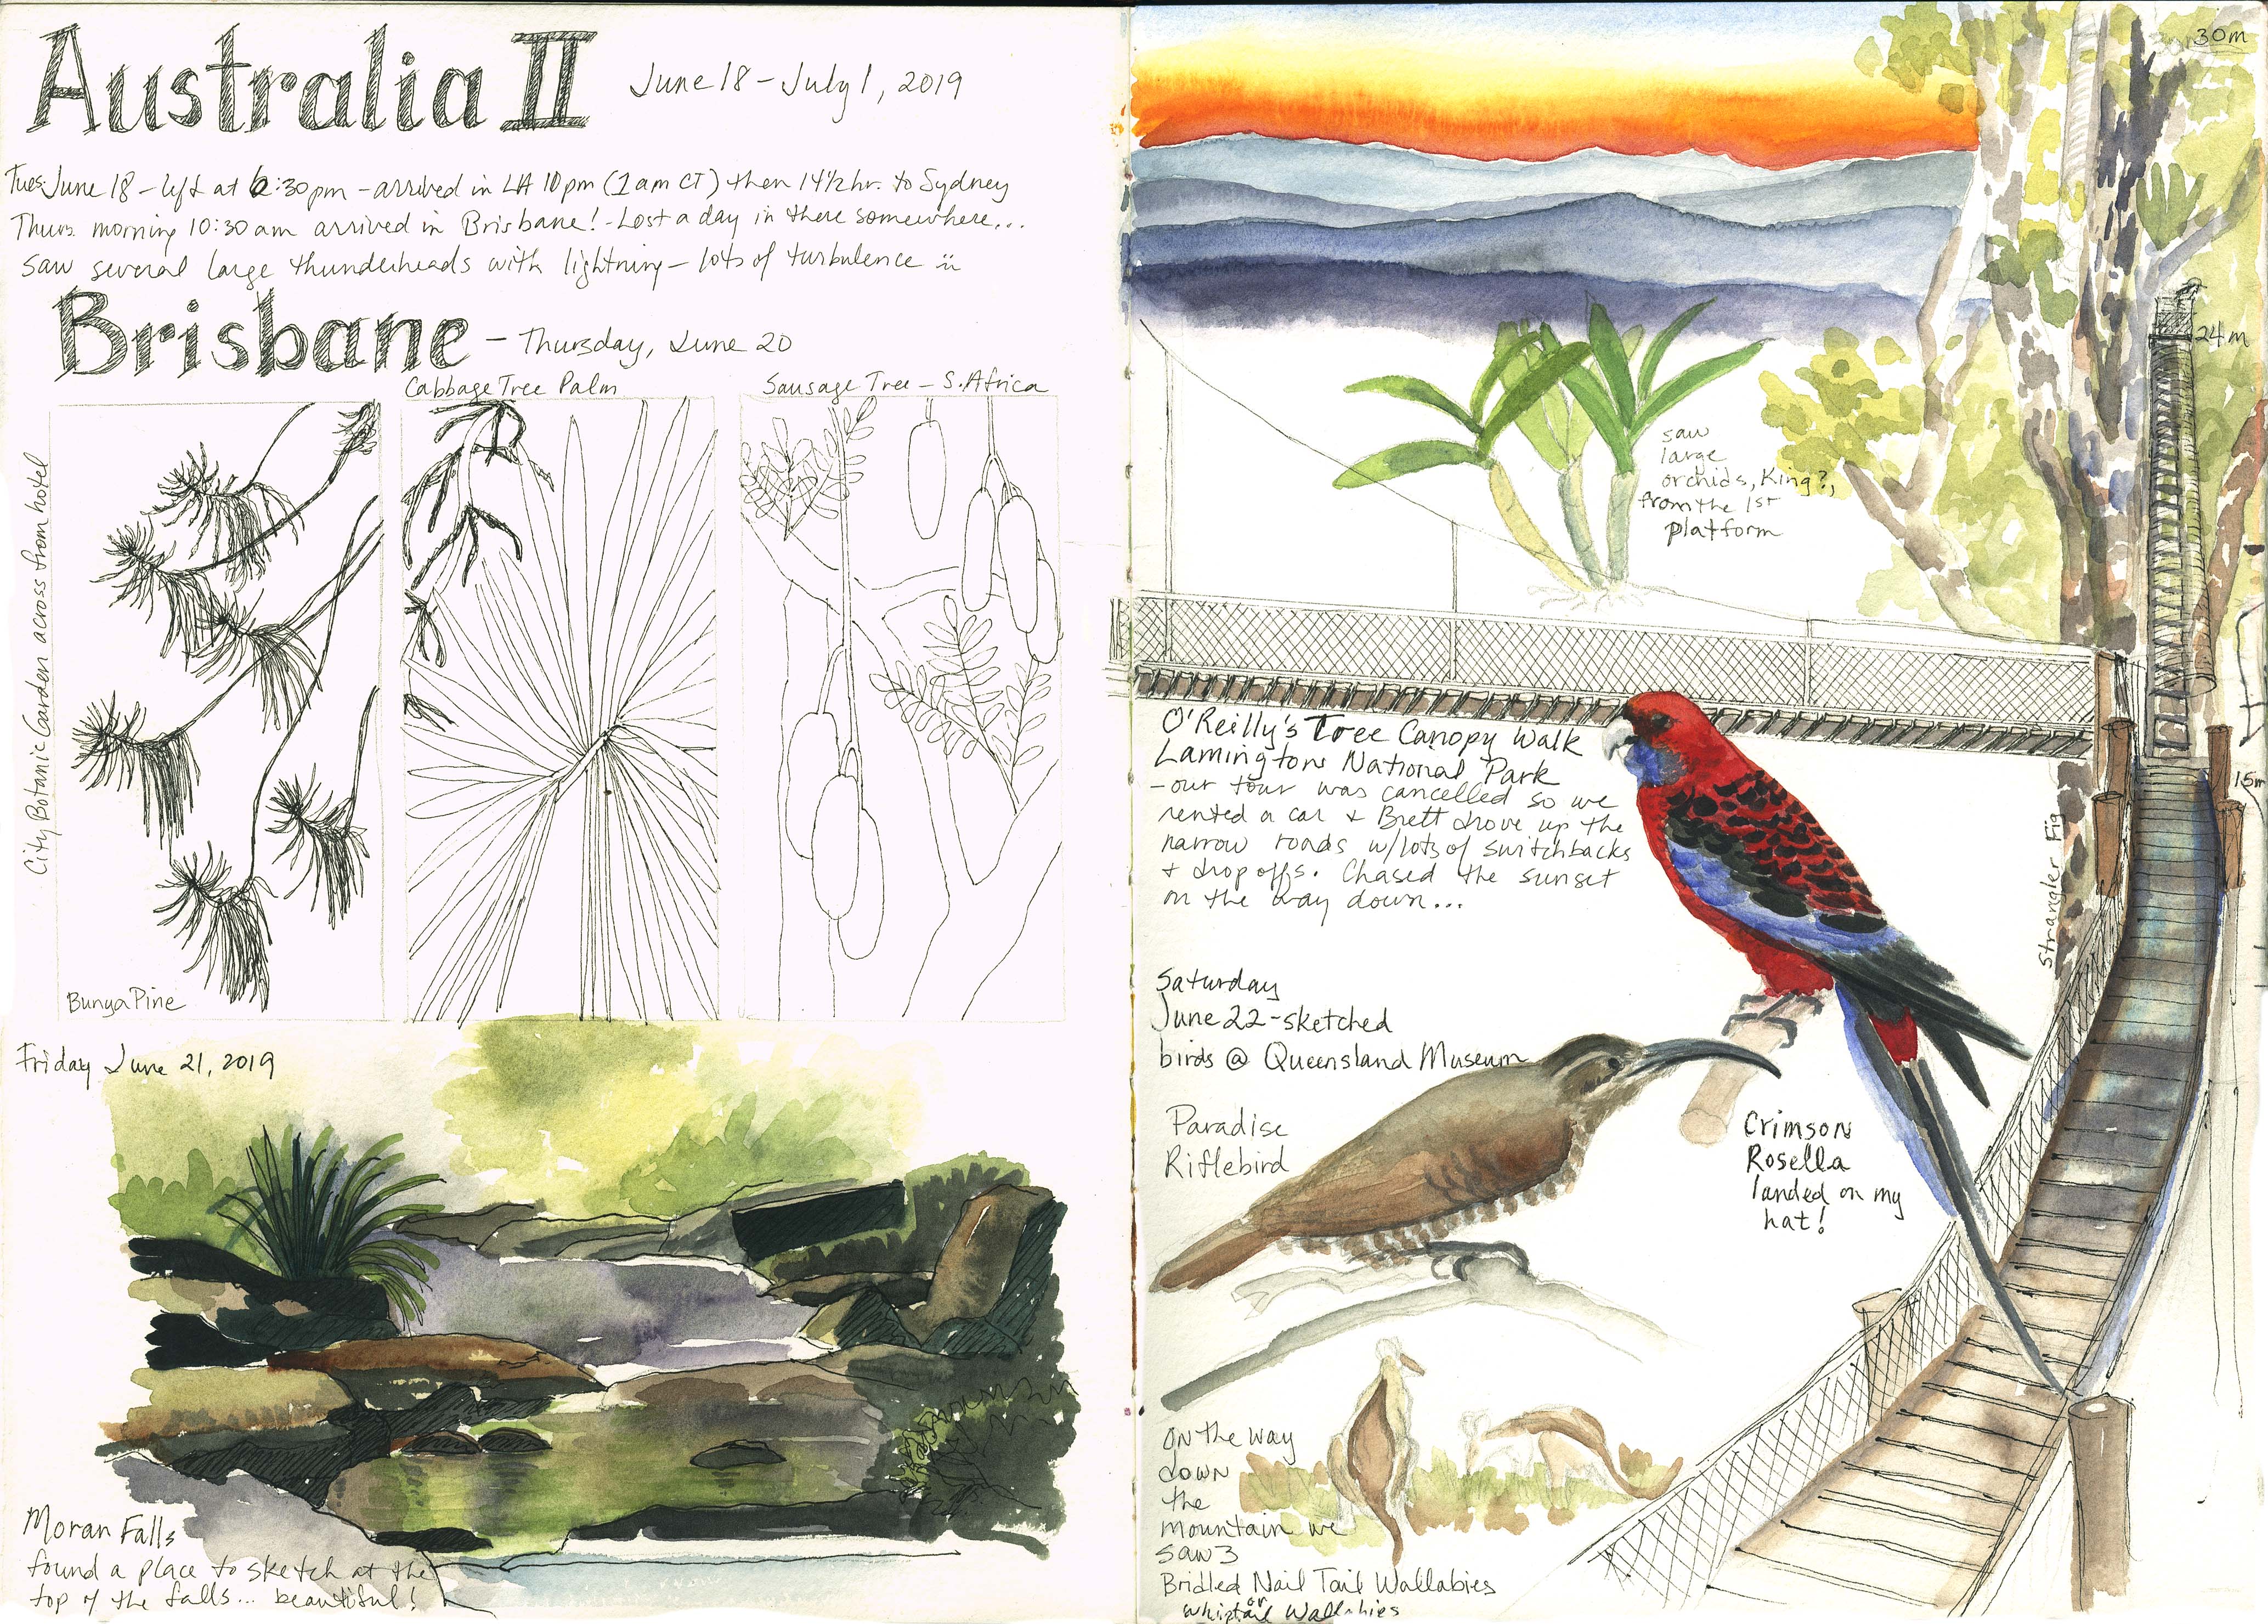 Australia II
June 18 - July 1, 2019
Tues June 18 - left at 6:30pm - arrived in LA 10pm (1am CT) then 14 1/2 hr. to Sydney
Thurs. morning 10:30 am arrived in Brisbane! - Lost a day in there somewhere...
Saw several large thunderheads with lightning - lots of turbulence
Brisbane - Thursday, June 20
City Botanic Garden across from hotel
Cabbage Tree Palm
Sausage Tree - S. Africa
Bunya Pine
Friday June 21, 2019
Moran Falls
found a place to sketch at the
top of the falls... beautiful!
30m
24m
15m
saw
large
orchids, King?,
from the 1st
platform
O'Reilly's Tree Canopy Walk
Lamington National Park
- our tour was cancelled so we
rented a car & Brett drove up the
narrow roads w/lots of switchbacks
+ drop offs. Chased the sunset
on the way down...
Strangler Fig
Saturday
June 22 - sketched
birds @ Queensland Museum
Paradise
Riflebird
Crimson
Rosella
landed on my
hat!
On the way
down
the
mountain we
saw 3
Bridled Nail Tail Wallabies
or
Whiptail Wallabies